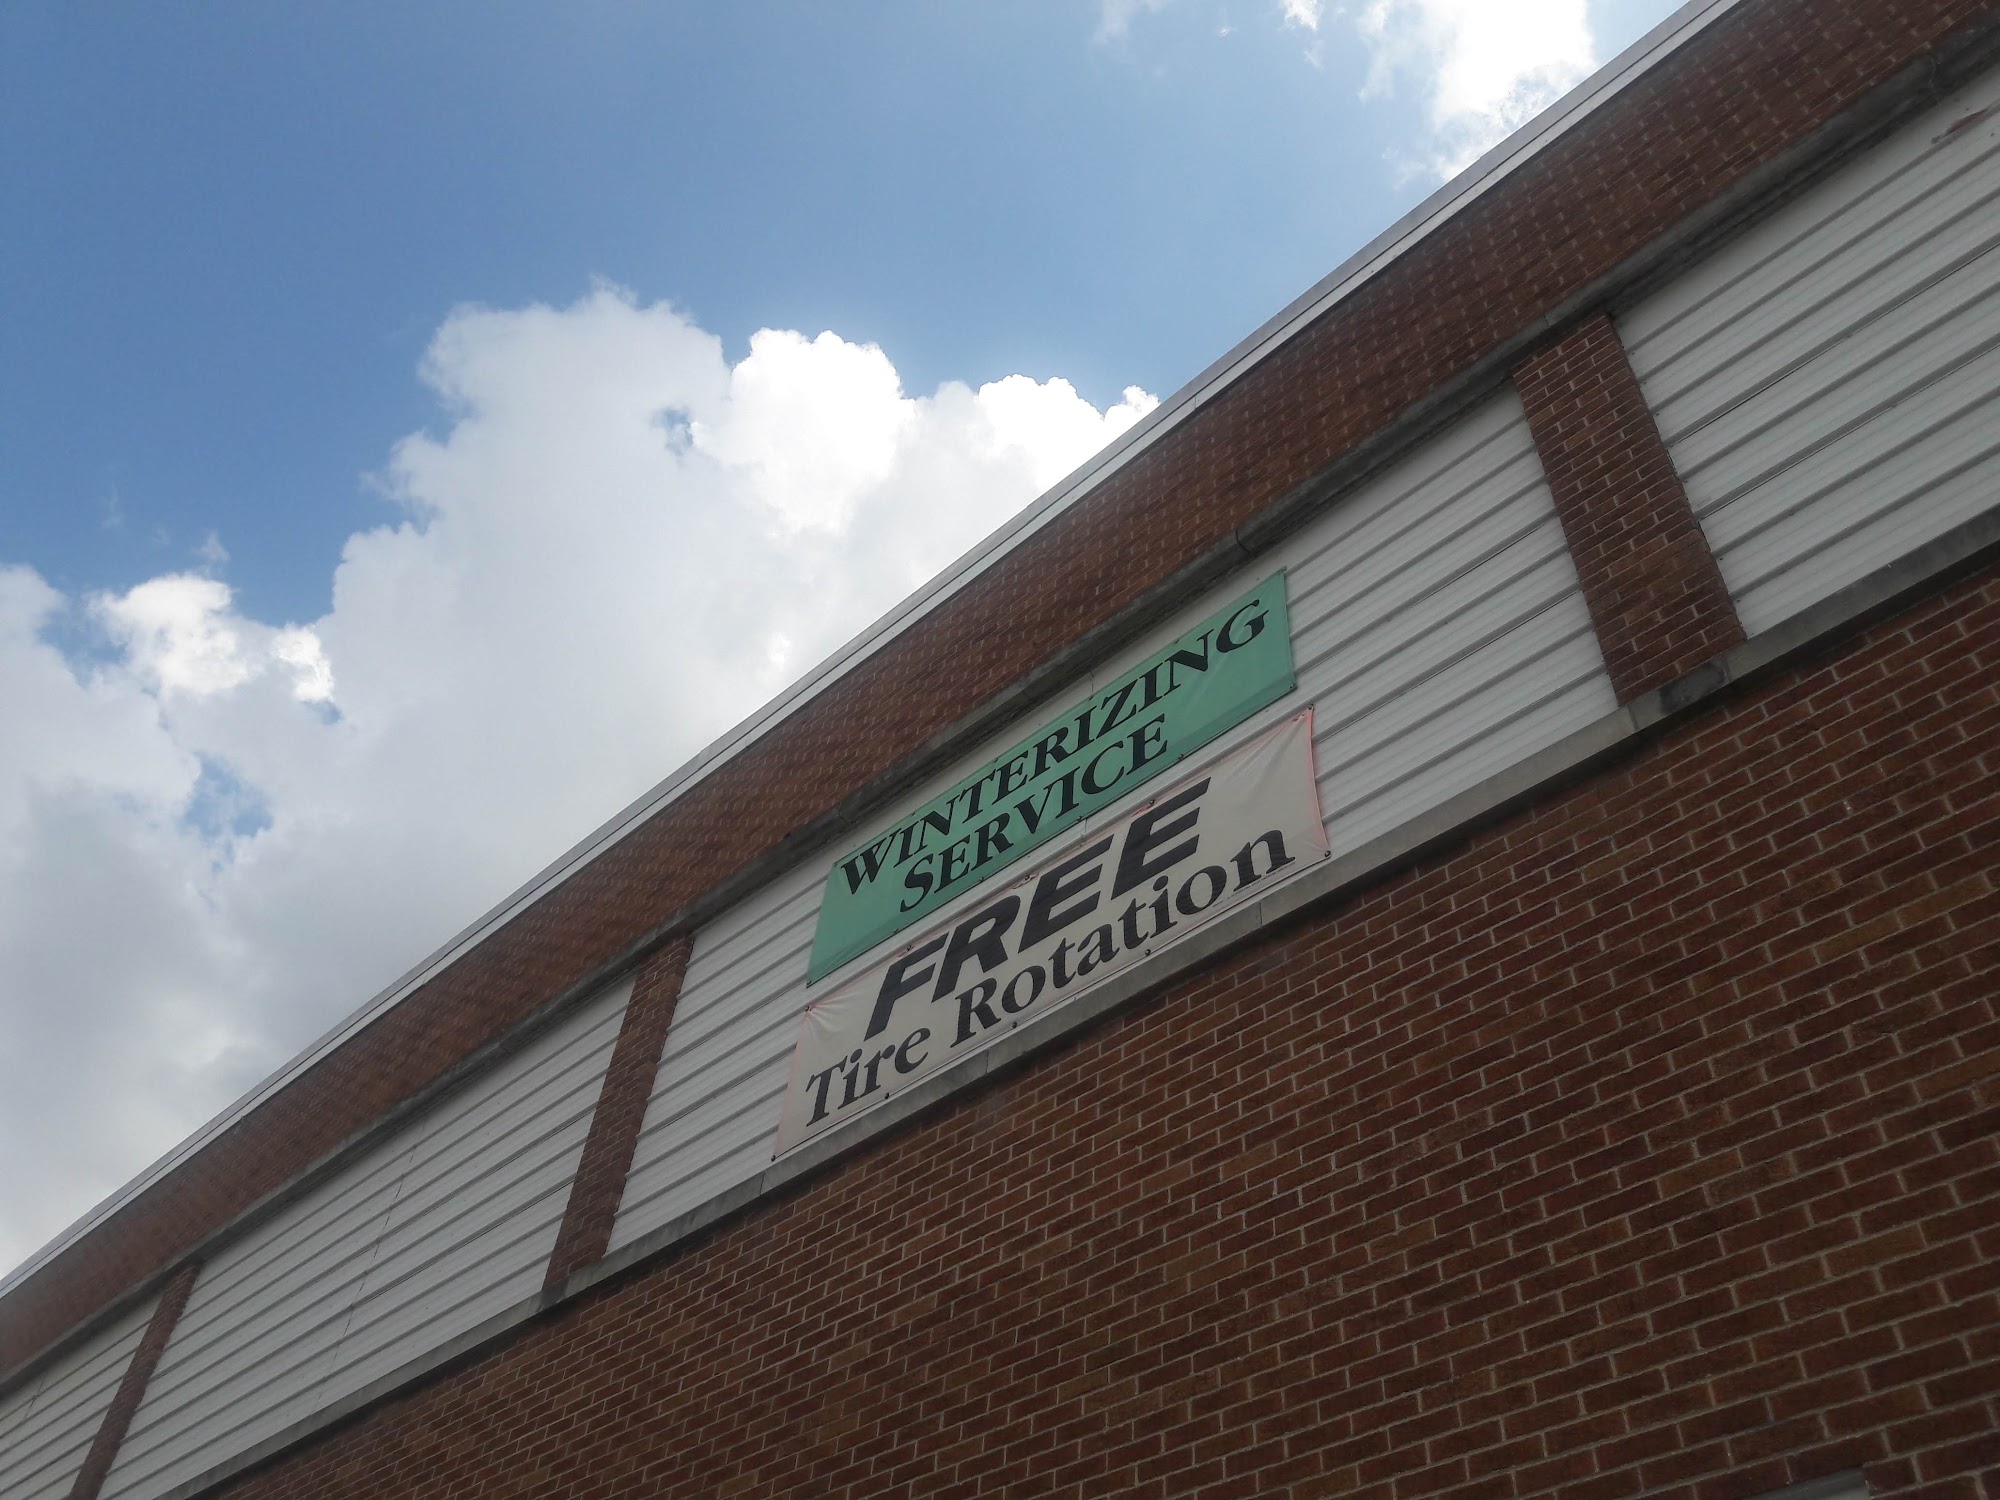 WINTERIZING
SERVICE
FREE
Tire Rotation